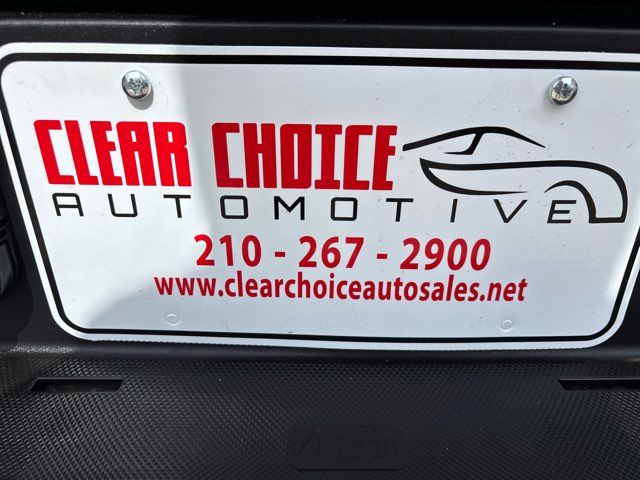 CLEAR CHOICE
AUTOMOTIVE
210 - 267 - 2900
www.clearchoiceautosales.net